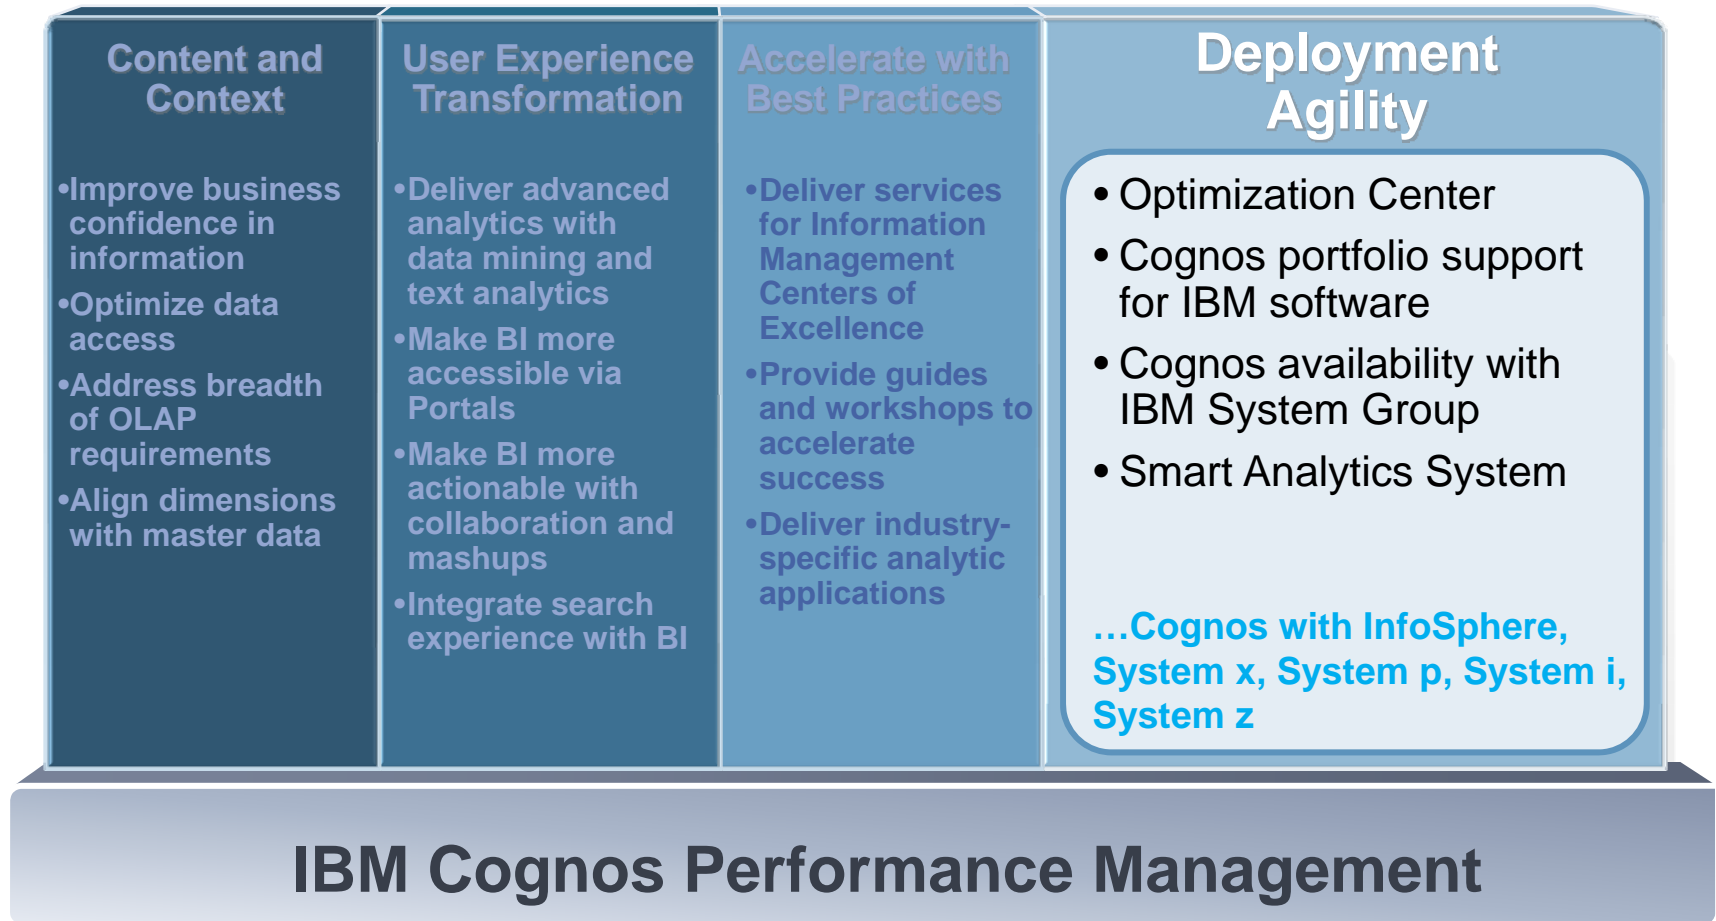 Content and
Context
•Improve business
confidence in
information
•Optimize data
access
•Address breadth
of OLAP
requirements
•Align dimensions
with master data
User Experience
Transformation
•Deliver advanced
analytics with
data mining and
text analytics
•Make BI more
accessible via
Portals
•Make BI more
actionable with
collaboration and
mashups
•Integrate search
experience with BI
Accelerate with
Best Practices
•Deliver services
for Information
Management
Centers of
Excellence
•Provide guides
and workshops to
accelerate
success
•Deliver industry-
specific analytic
applications
Deployment
Agility
• Optimization Center
• Cognos portfolio support
for IBM software
• Cognos availability with
IBM System Group
• Smart Analytics System
…Cognos with InfoSphere,
System x, System p, System i,
System z
IBM Cognos Performance Management